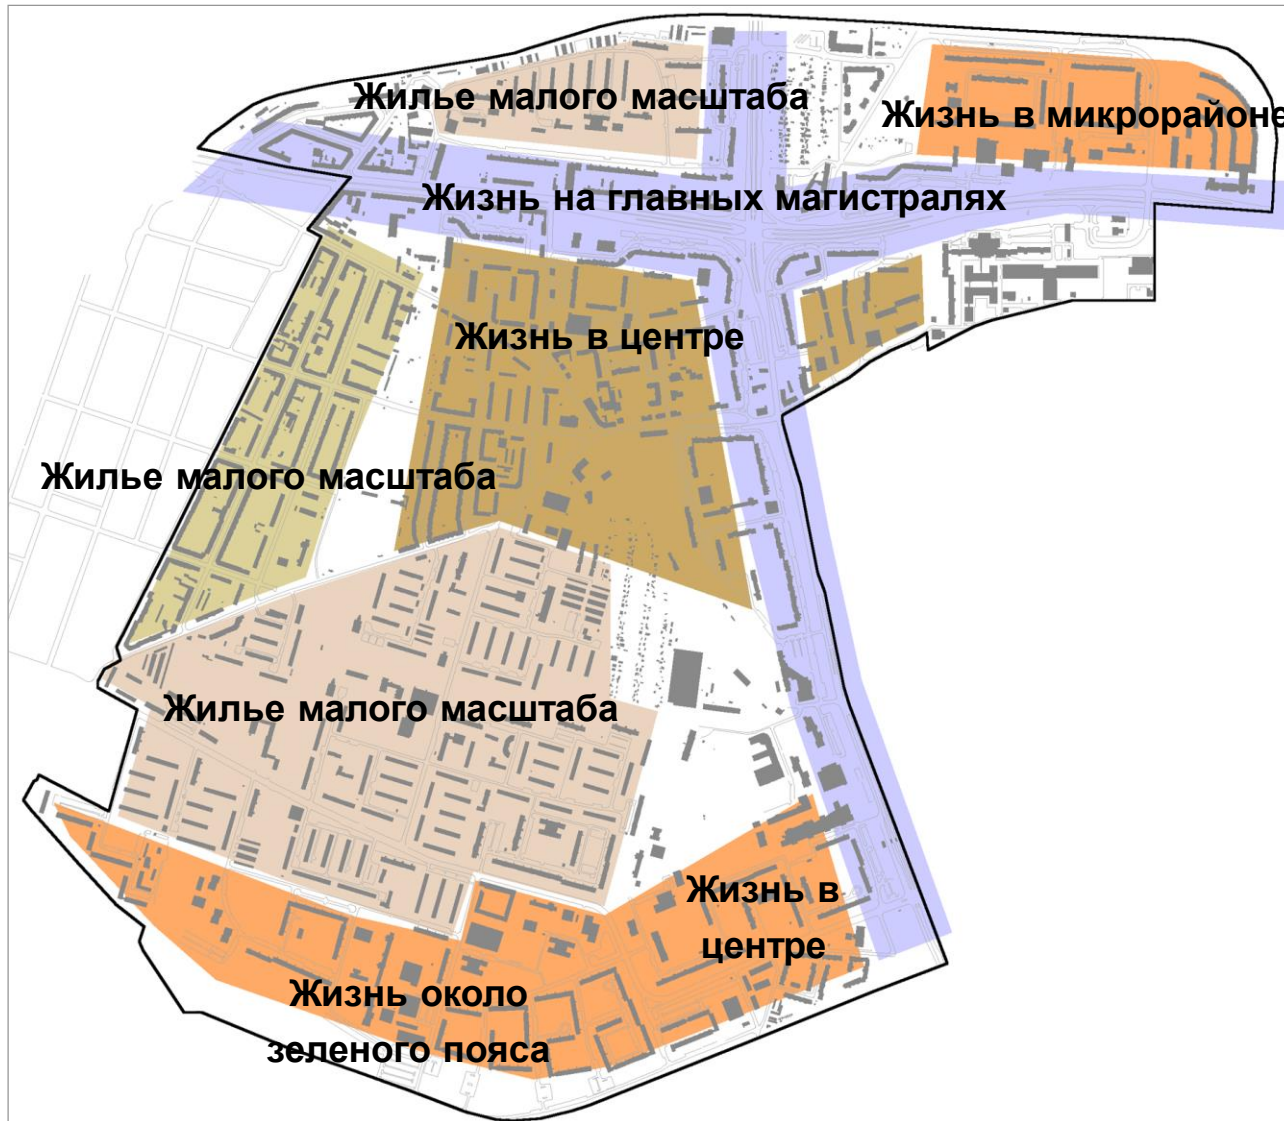 Жилье малого масштаба
Жизнь в микрорайоне
Жизнь на главных магистралях
Жизнь в центре
Жилье малого масштаба
Жилье малого масштаба
Жизнь в
центре
Жизнь около
зеленого пояса